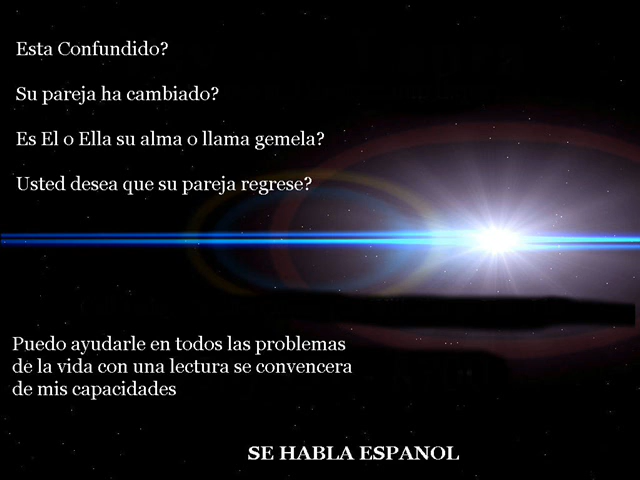 Esta Confundido?
Su pareja ha cambiado?
Es El o Ella su alma o llama gemela?
Usted desea que su pareja regrese?
Puedo ayudarle en todos las problemas
de la vida con una lectura se convencera
de mis capacidades
SE HABLA ESPANOL